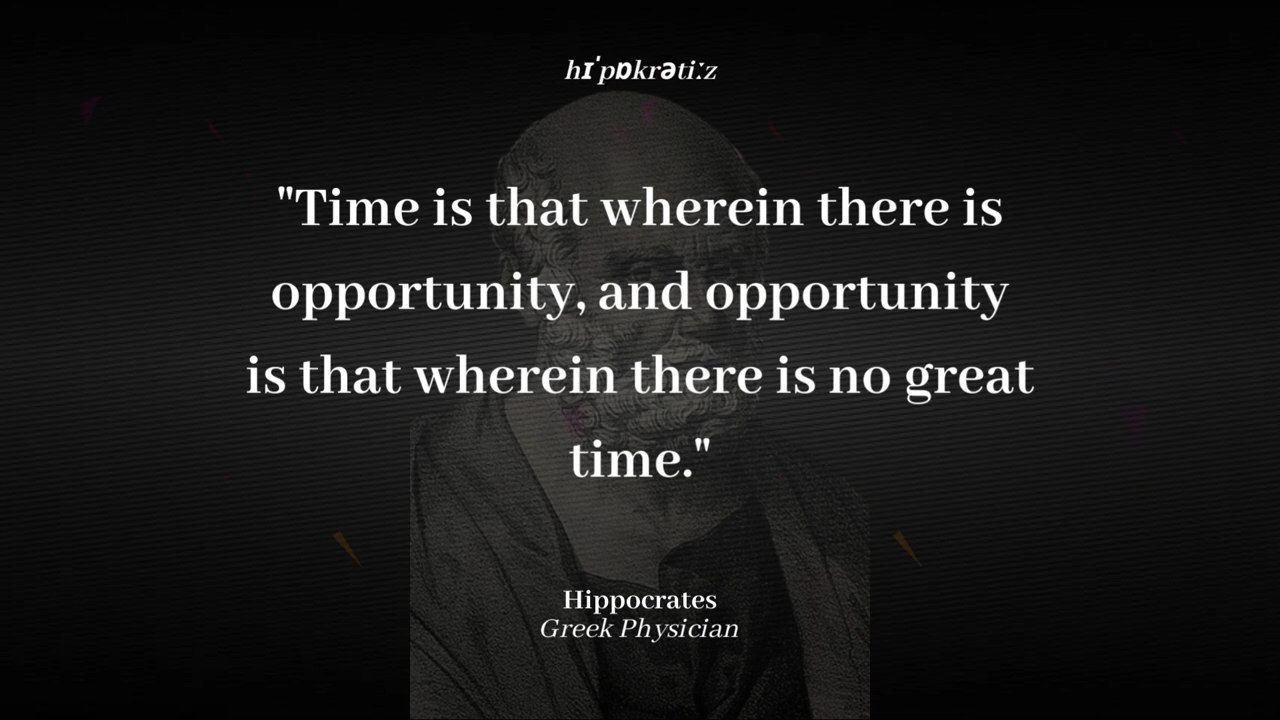 hɪˈpɒkrətiːz
"Time is that wherein there is
opportunity, and opportunity
is that wherein there is no great
time."
Hippocrates
Greek Physician